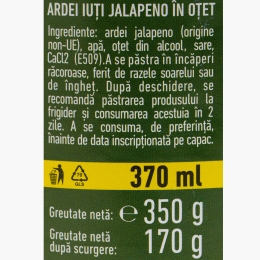 ARDEI IUȚI JALAPENO ÎN OȚET
Ingrediente: ardei jalapeno (origine
non-UE), apă, oțet din alcool, sare,
CaCl2 (E509).A se păstra în încăperi
răcoroase, ferit de razele soarelui sau
de îngheț. După deschidere, se
recomandă păstrarea produsului la
frigider și consumarea acestuia în 2
zile. A se consuma, de preferință,
înainte de data inscripționată pe capac.
370 ml
70
GLS
Greutate netă: ℮ 350 g
Greutate netă
după scurgere: 170 g